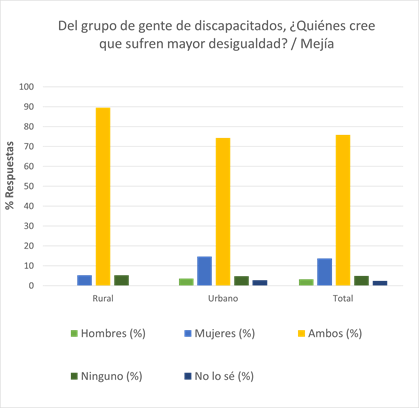 Del grupo de gente de discapacitados, ¿Quiénes cree
que sufren mayor desigualdad? / Mejía
100
90
80
70
60
50
40
30
20
10
0
% Respuestas
Rural Urbano Total
Hombres (%) Mujeres (%) Ambos (%)
Ninguno (%) No lo sé (%)